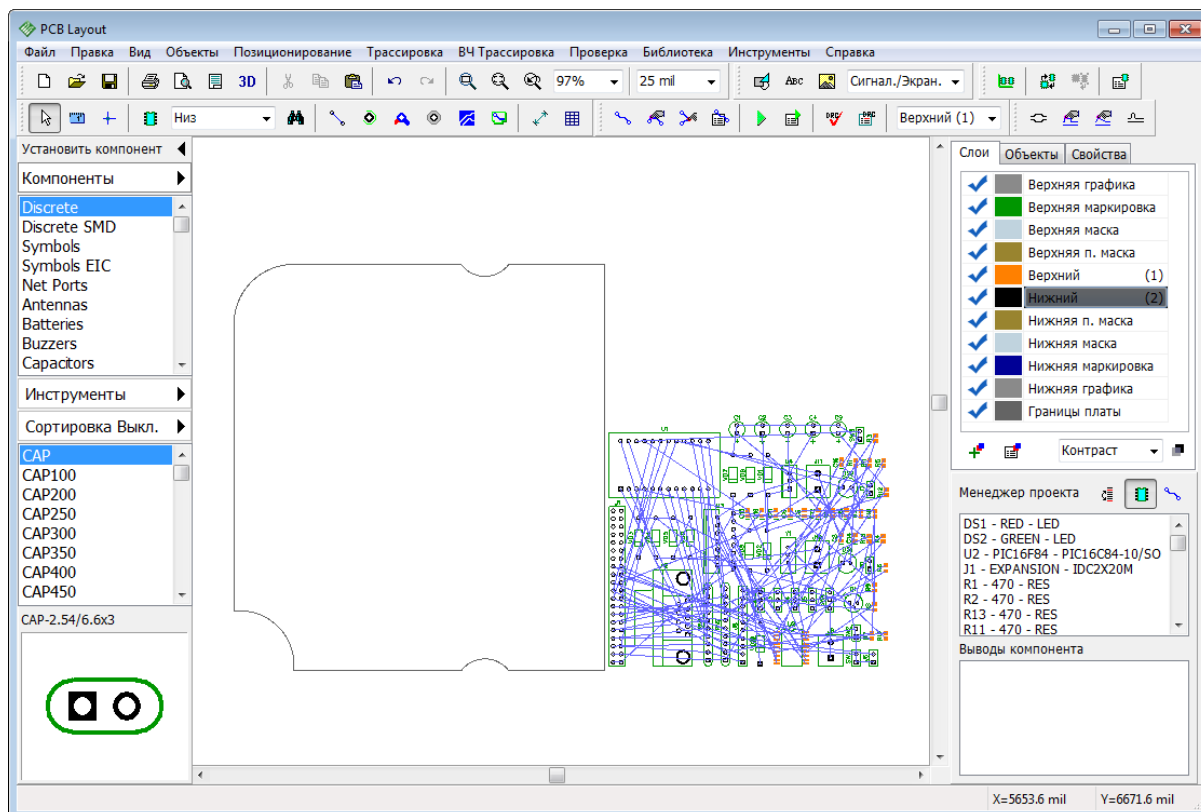 PCB Layout
Файл Правка Вид Объекты Позиционирование Трассировка ВЧ Трассировка Проверка Библиотека Инструменты Справка
3D 97% 25 mil ABC Сигнал./Экран.
Низ DRC DRC Верхний (1)
Установить компонент
Компоненты
Discrete
Discrete SMD
Symbols
Symbols EIC
Net Ports
Antennas
Batteries
Buzzers
Capacitors
Инструменты
Сортировка Выкл.
CAP
CAP100
CAP200
CAP250
CAP300
CAP350
CAP400
CAP450
CAP-2.54/6.6x3
Слои Объекты Свойства
Верхняя графика
Верхняя маркировка
Верхняя маска
Верхняя п. маска
Верхний (1)
Нижний (2)
Нижняя п. маска
Нижняя маска
Нижняя маркировка
Нижняя графика
Границы платы
Контраст
Менеджер проекта
DS1 - RED - LED
DS2 - GREEN - LED
U2 - PIC16F84 - PIC16C84-10/SO
J1 - EXPANSION - IDC2X20M
R1 - 470 - RES
R2 - 470 - RES
R13 - 470 - RES
R11 - 470 - RES
Выводы компонента
X=5653.6 mil Y=6671.6 mil